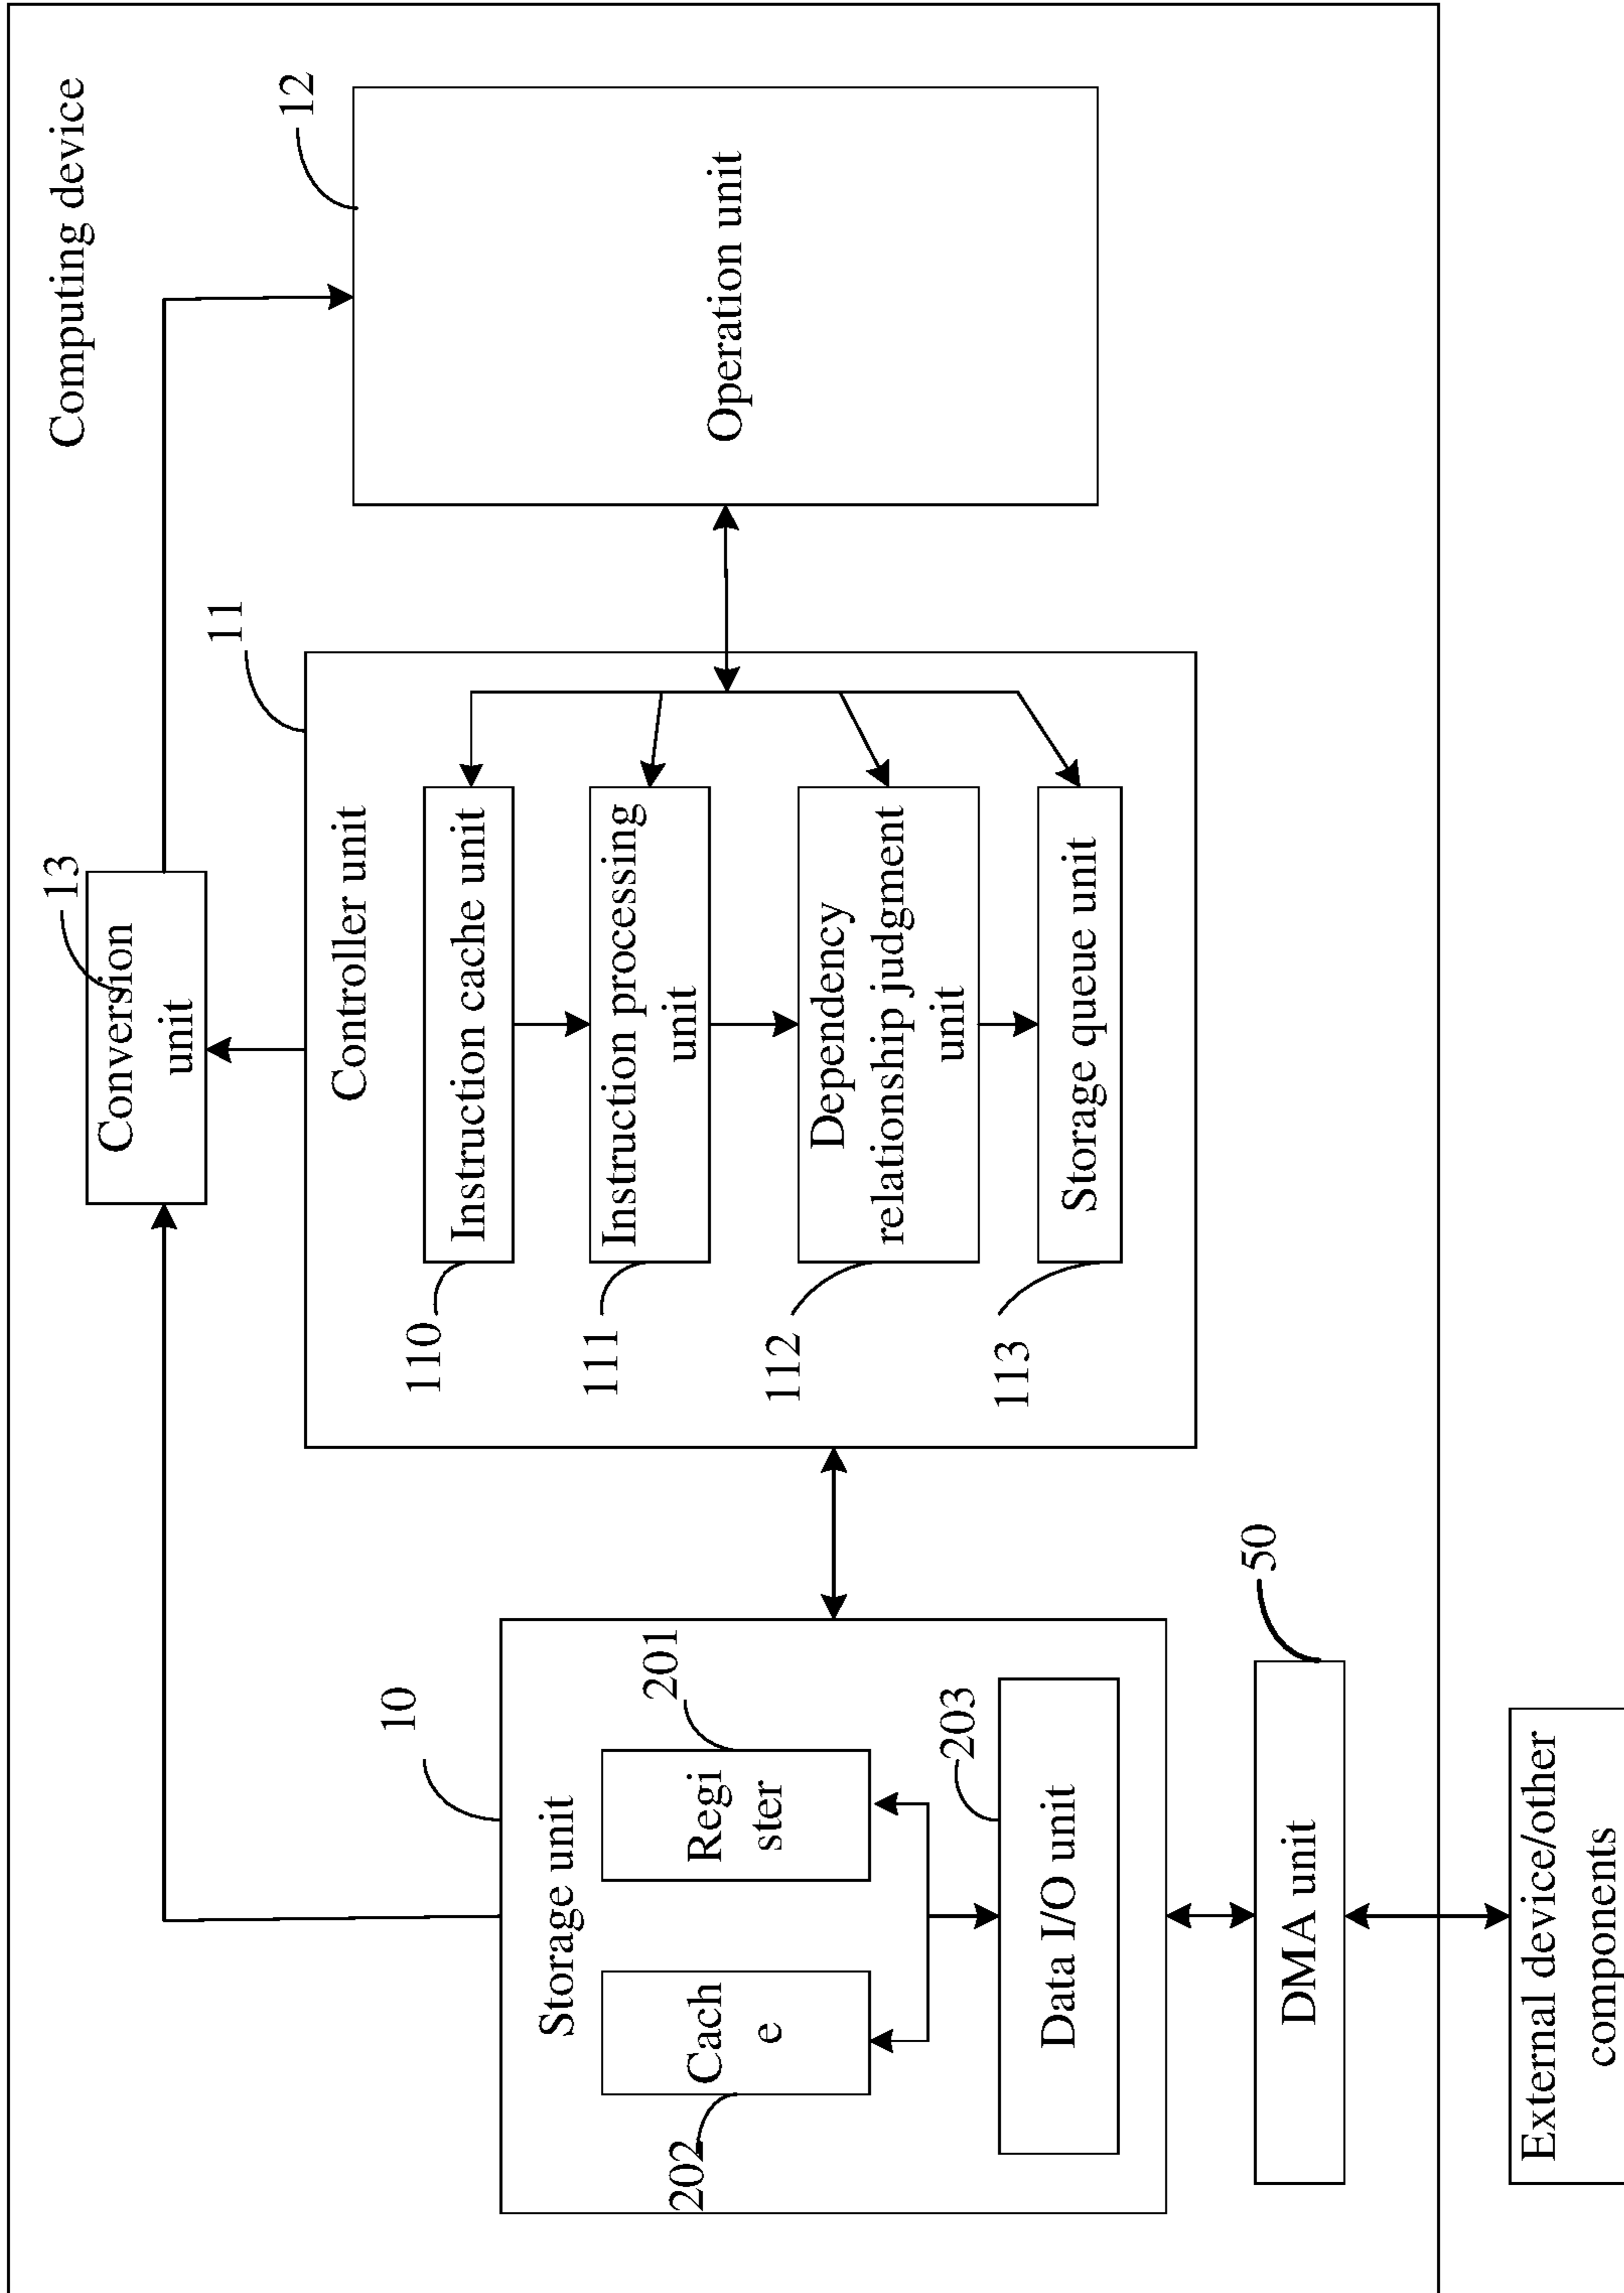 Computing device
13
Conversion
unit
11
12
Controller unit
10
Storage unit
Instruction cache unit
110
Operation unit
202
Cach
e
Regi
ster
201
Instruction processing
unit
111
Dependency
relationship judgment
unit
112
203
Data I/O unit
Storage queue unit
113
50
DMA unit
External device/other
components